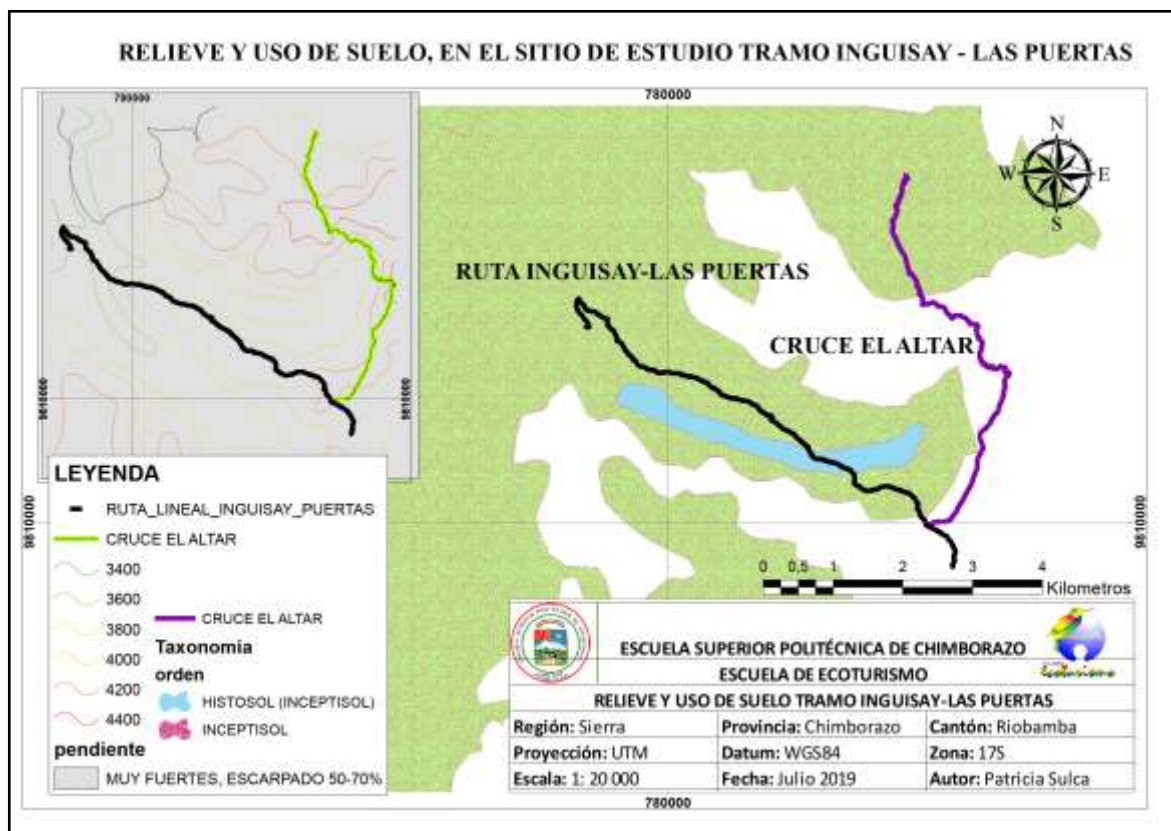 RELIEVE Y USO DE SUELO, EN EL SITIO DE ESTUDIO TRAMO INGUISAY - LAS PUERTAS
780000
780000
9810000
9810000
N
W
E
S
RUTA INGUISAY-LAS PUERTAS
CRUCE EL ALTAR
LEYENDA
RUTA_LINEAL_INGUISAY_PUERTAS
CRUCE EL ALTAR
3400
3600
3800
4000
4200
4400
CRUCE EL ALTAR
Taxonomia
orden
HISTOSOL (INCEPTISOL)
INCEPTISOL
pendiente
MUY FUERTES, ESCARPADO 50-70%
9810000
9810000
0 0,5 1 2 3 4
Kilometros
ESCUELA SUPERIOR POLITÉCNICA DE CHIMBORAZO
ESCUELA DE ECOTURISMO
RELIEVE Y USO DE SUELO TRAMO INGUISAY-LAS PUERTAS
Región: Sierra Provincia: Chimborazo Cantón: Riobamba
Proyección: UTM Datum: WGS84 Zona: 17S
Escala: 1: 20 000 Fecha: Julio 2019 Autor: Patricia Sulca
780000